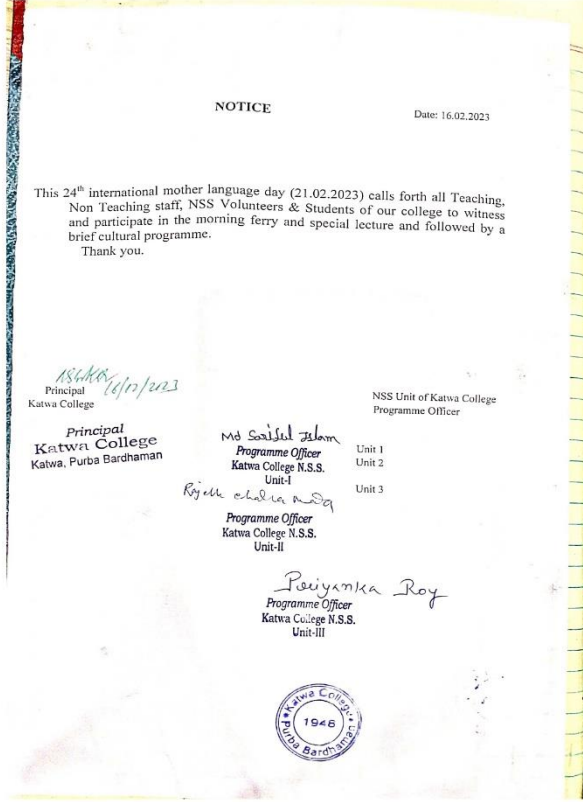 NOTICE
Date: 16.02.2023
This 24th international mother language day (21.02.2023) calls forth all Teaching,
Non Teaching staff, NSS Volunteers & Students of our college to witness
and participate in the morning ferry and special lecture and followed by a
brief cultural programme.
Thank you.
16/02/2023
Principal
Katwa College
Principal
Katwa College
Katwa, Purba Bardhaman
NSS Unit of Katwa College
Programme Officer
Md Saiful Islam
Programme Officer
Katwa College N.S.S.
Unit-I
Unit 1
Unit 2
Unit 3
Programme Officer
Katwa College N.S.S.
Unit-II
Priyanka Roy
Programme Officer
Katwa College N.S.S.
Unit-III
Katwa College
1948
Purba Bardhaman